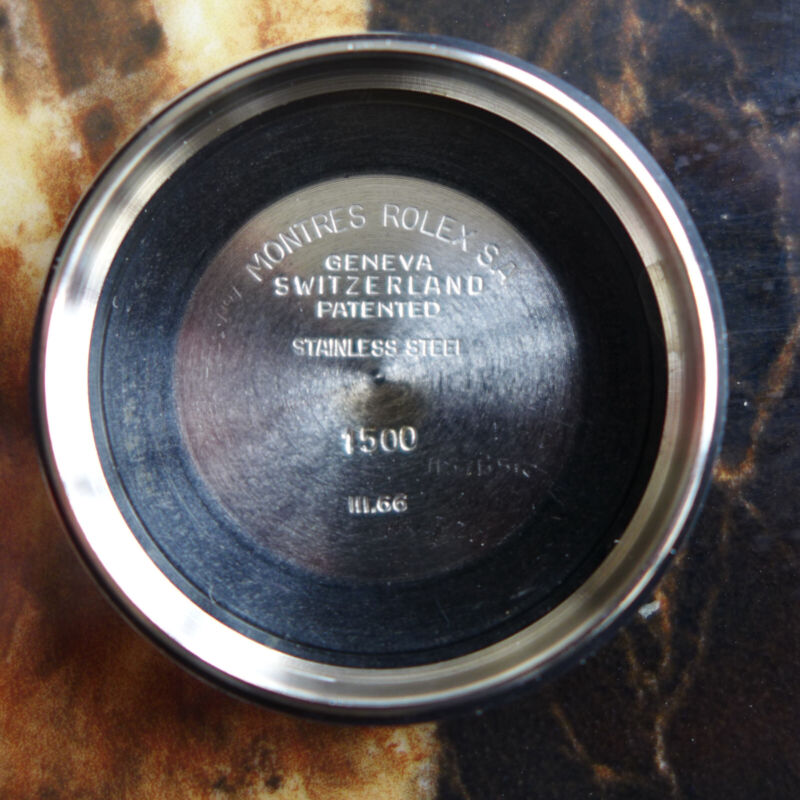 MONTRES ROLEX S.A
GENEVA
SWITZERLAND
PATENTED
STAINLESS STEEL
1500
III.66